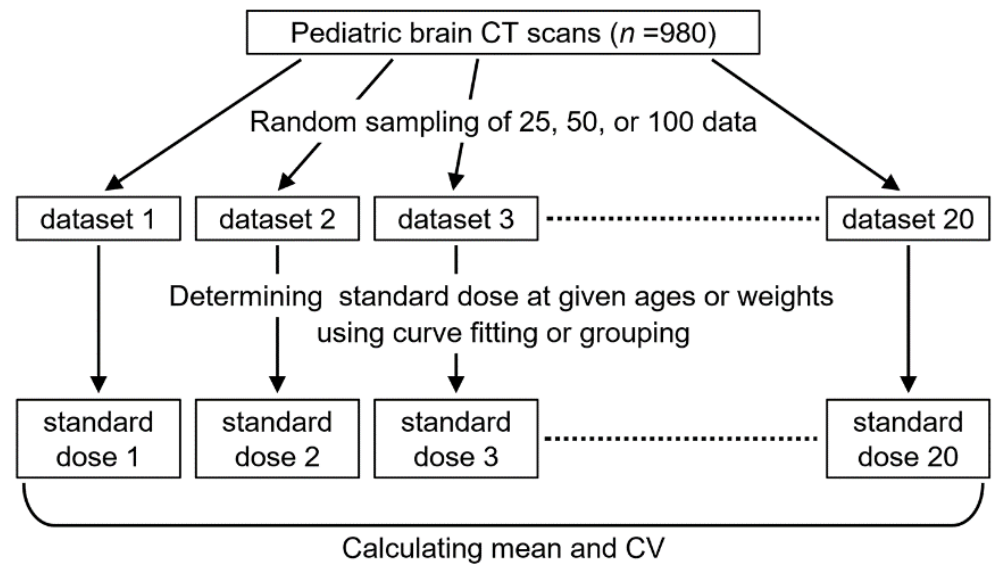 Pediatric brain CT scans (n =980)
Random sampling of 25, 50, or 100 data
dataset 1
dataset 2
dataset 3
dataset 20
Determining standard dose at given ages or weights
using curve fitting or grouping
standard
dose 1
standard
dose 2
standard
dose 3
standard
dose 20
Calculating mean and CV